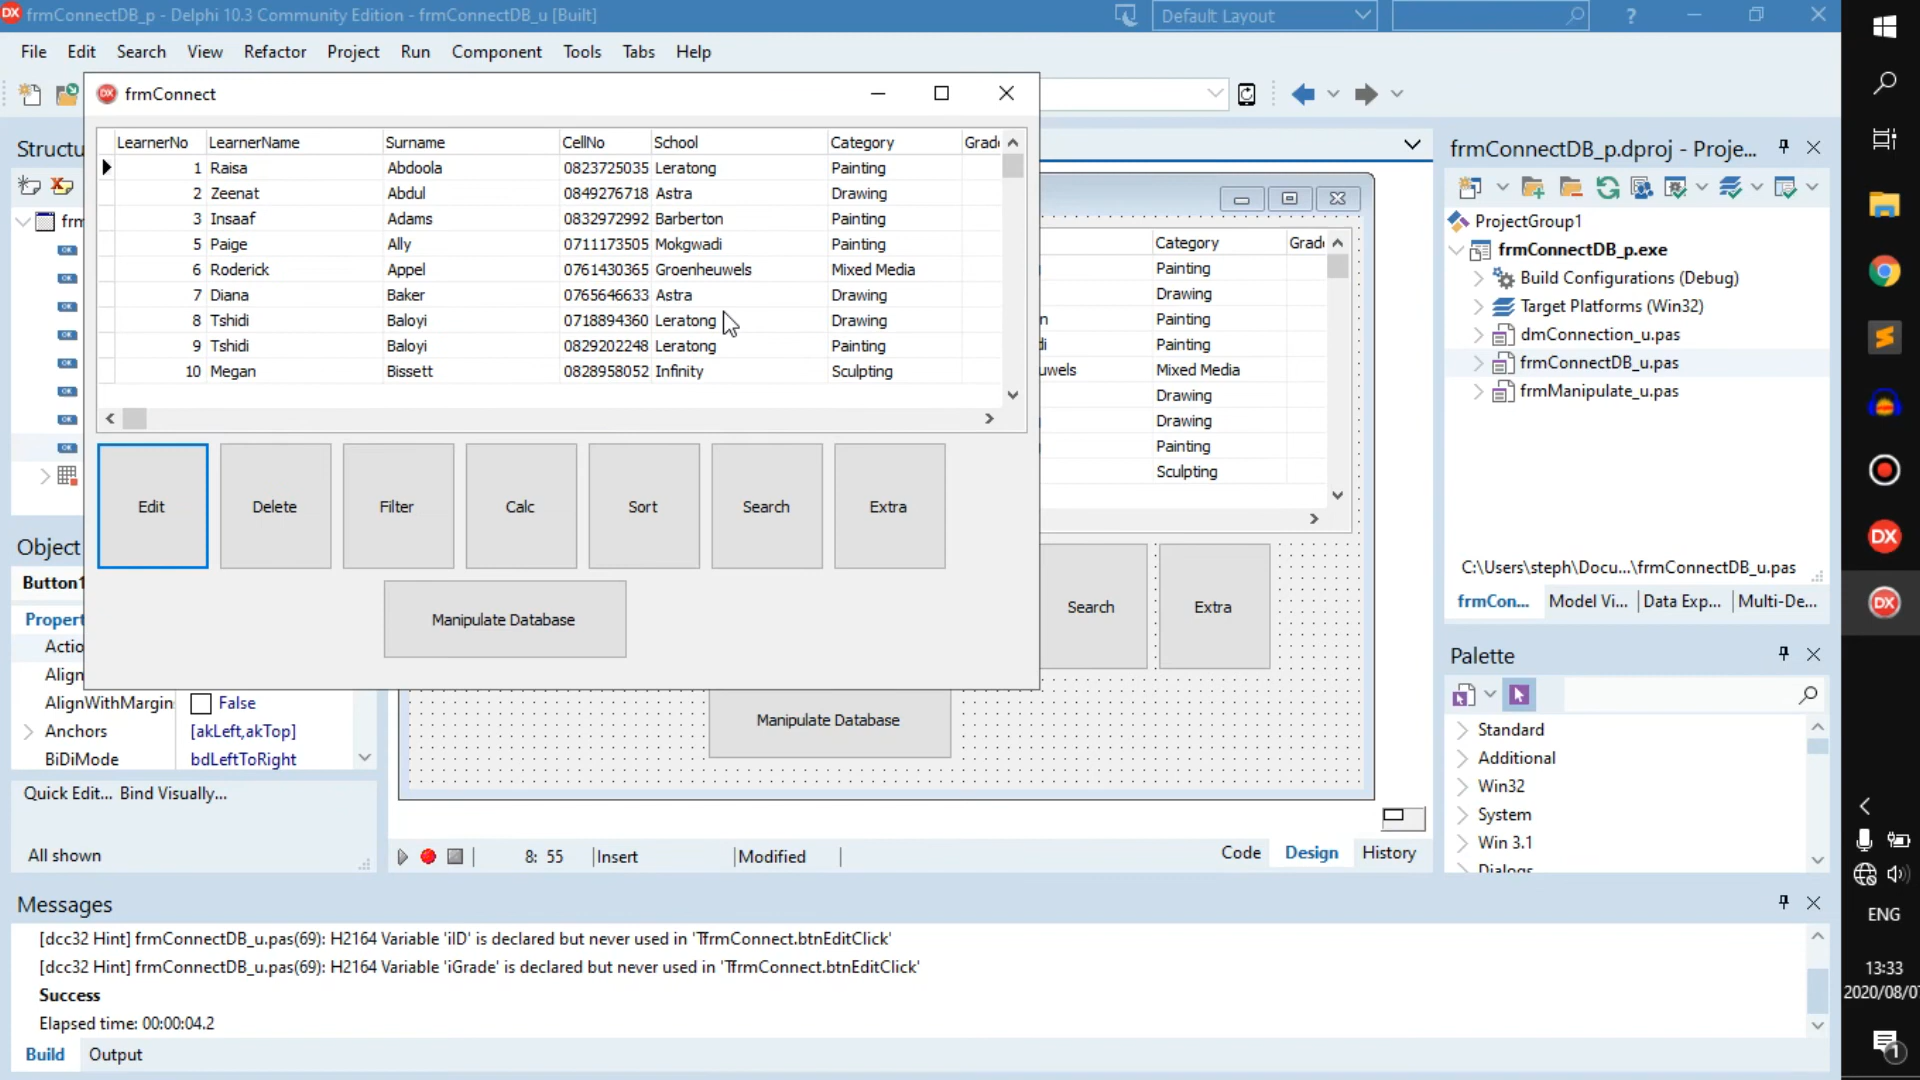 frmConnectDB_p - Delphi 10.3 Community Edition - frmConnectDB_u [Built]
Default Layout
?
File Edit Search View Refactor Project Run Component Tools Tabs Help
frmConnect
LearnerNo LearnerName Surname CellNo School Category Grad
1 Raisa Abdoola 0823725035 Leratong Painting
2 Zeenat Abdul 0849276718 Astra Drawing
3 Insaaf Adams 0832972992 Barberton Painting
5 Paige Ally 0711173505 Mokgwadi Painting
6 Roderick Appel 0761430365 Groenheuwels Mixed Media
7 Diana Baker 0765646633 Astra Drawing
8 Tshidi Baloyi 0718894360 Leratong Drawing
9 Tshidi Baloyi 0829202248 Leratong Painting
10 Megan Bissett 0828958052 Infinity Sculpting
Edit Delete Filter Calc Sort Search Extra
Manipulate Database
Structu
frm
Object
Button1
Propert
Actio
Align
AlignWithMargin False
Anchors [akLeft,akTop]
BiDiMode bdLeftToRight
Quick Edit... Bind Visually...
All shown
Category Grad
Painting
Drawing
n Painting
di Painting
uwels Mixed Media
Drawing
Drawing
Painting
Sculpting
Search Extra
Manipulate Database
8: 55 Insert Modified
Code Design History
frmConnectDB_p.dproj - Proje...
ProjectGroup1
frmConnectDB_p.exe
Build Configurations (Debug)
Target Platforms (Win32)
dmConnection_u.pas
frmConnectDB_u.pas
frmManipulate_u.pas
C:\Users\steph\Docu...\frmConnectDB_u.pas
frmCon... Model Vi... Data Exp... Multi-De...
Palette
Standard
Additional
Win32
System
Win 3.1
Dialogs
Messages
[dcc32 Hint] frmConnectDB_u.pas(69): H2164 Variable 'iID' is declared but never used in 'TfrmConnect.btnEditClick'
[dcc32 Hint] frmConnectDB_u.pas(69): H2164 Variable 'iGrade' is declared but never used in 'TfrmConnect.btnEditClick'
Success
Elapsed time: 00:00:04.2
Build Output
DX
DX
ENG
13:33
2020/08/07
1